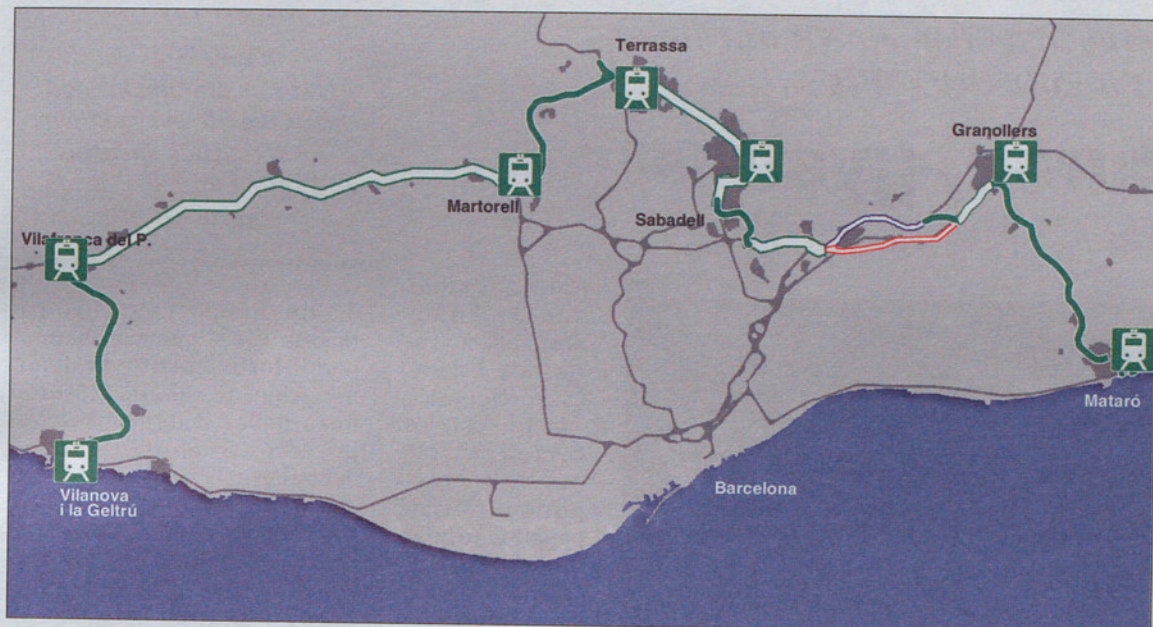 Terrassa
Granollers
Martorell
Sabadell
Vilafranca del P.
Mataró
Vilanova
i la Geltrú
Barcelona